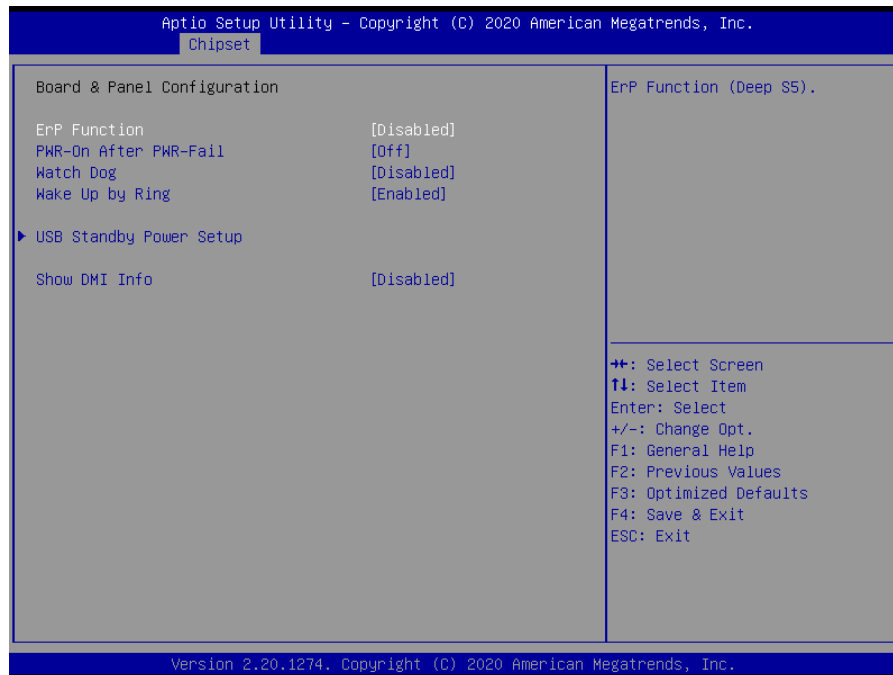 Aptio Setup Utility – Copyright (C) 2020 American Megatrends, Inc.
Chipset
Board & Panel Configuration
ErP Function [Disabled]
PWR-On After PWR-Fail [Off]
Watch Dog [Disabled]
Wake Up by Ring [Enabled]
▶ USB Standby Power Setup
Show DMI Info [Disabled]
ErP Function (Deep S5).
→←: Select Screen
↑↓: Select Item
Enter: Select
+/-: Change Opt.
F1: General Help
F2: Previous Values
F3: Optimized Defaults
F4: Save & Exit
ESC: Exit
Version 2.20.1274. Copyright (C) 2020 American Megatrends, Inc.